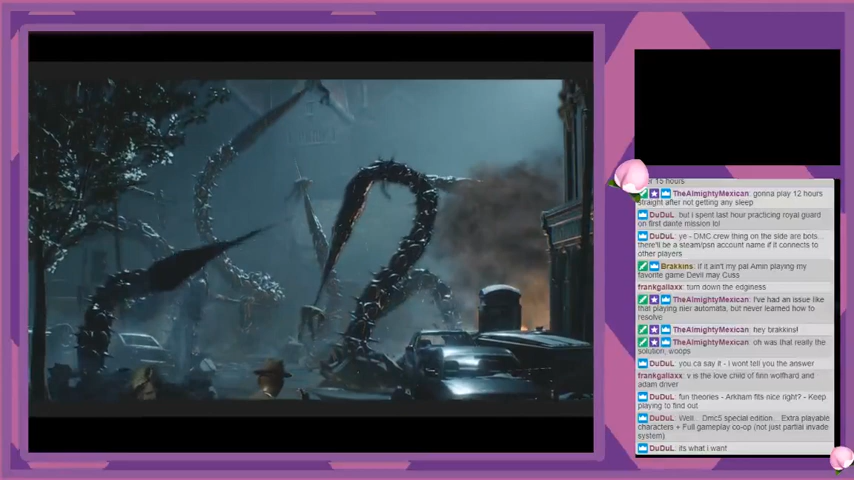 er 15 hours
TheAlmightyMexican: gonna play 12 hours
straight after not getting any sleep
DuDuL: but i spent last hour practicing royal guard
on first dante mission lol
DuDuL: ye - DMC crew thing on the side are bots...
there'll be a steam/psn account name if it connects to
other players
Brakkins: if it ain't my pal Amin playing my
favorite game Devil may Cuss
frankgallaxx: turn down the edginess
TheAlmightyMexican: I've had an issue like
that playing nier automata, but never learned how to
resolve
TheAlmightyMexican: hey brakkins!
TheAlmightyMexican: oh was that really the
solution, woops
DuDuL: you ca say it - i wont tell you the answer
frankgallaxx: v is the love child of finn wolfhard and
adam driver
DuDuL: fun theories - Arkham fits nice right? - Keep
playing to find out
DuDuL: Well... Dmc5 special edition... Extra playable
characters + Full gameplay co-op (not just partial invade
system)
DuDuL: its what i want